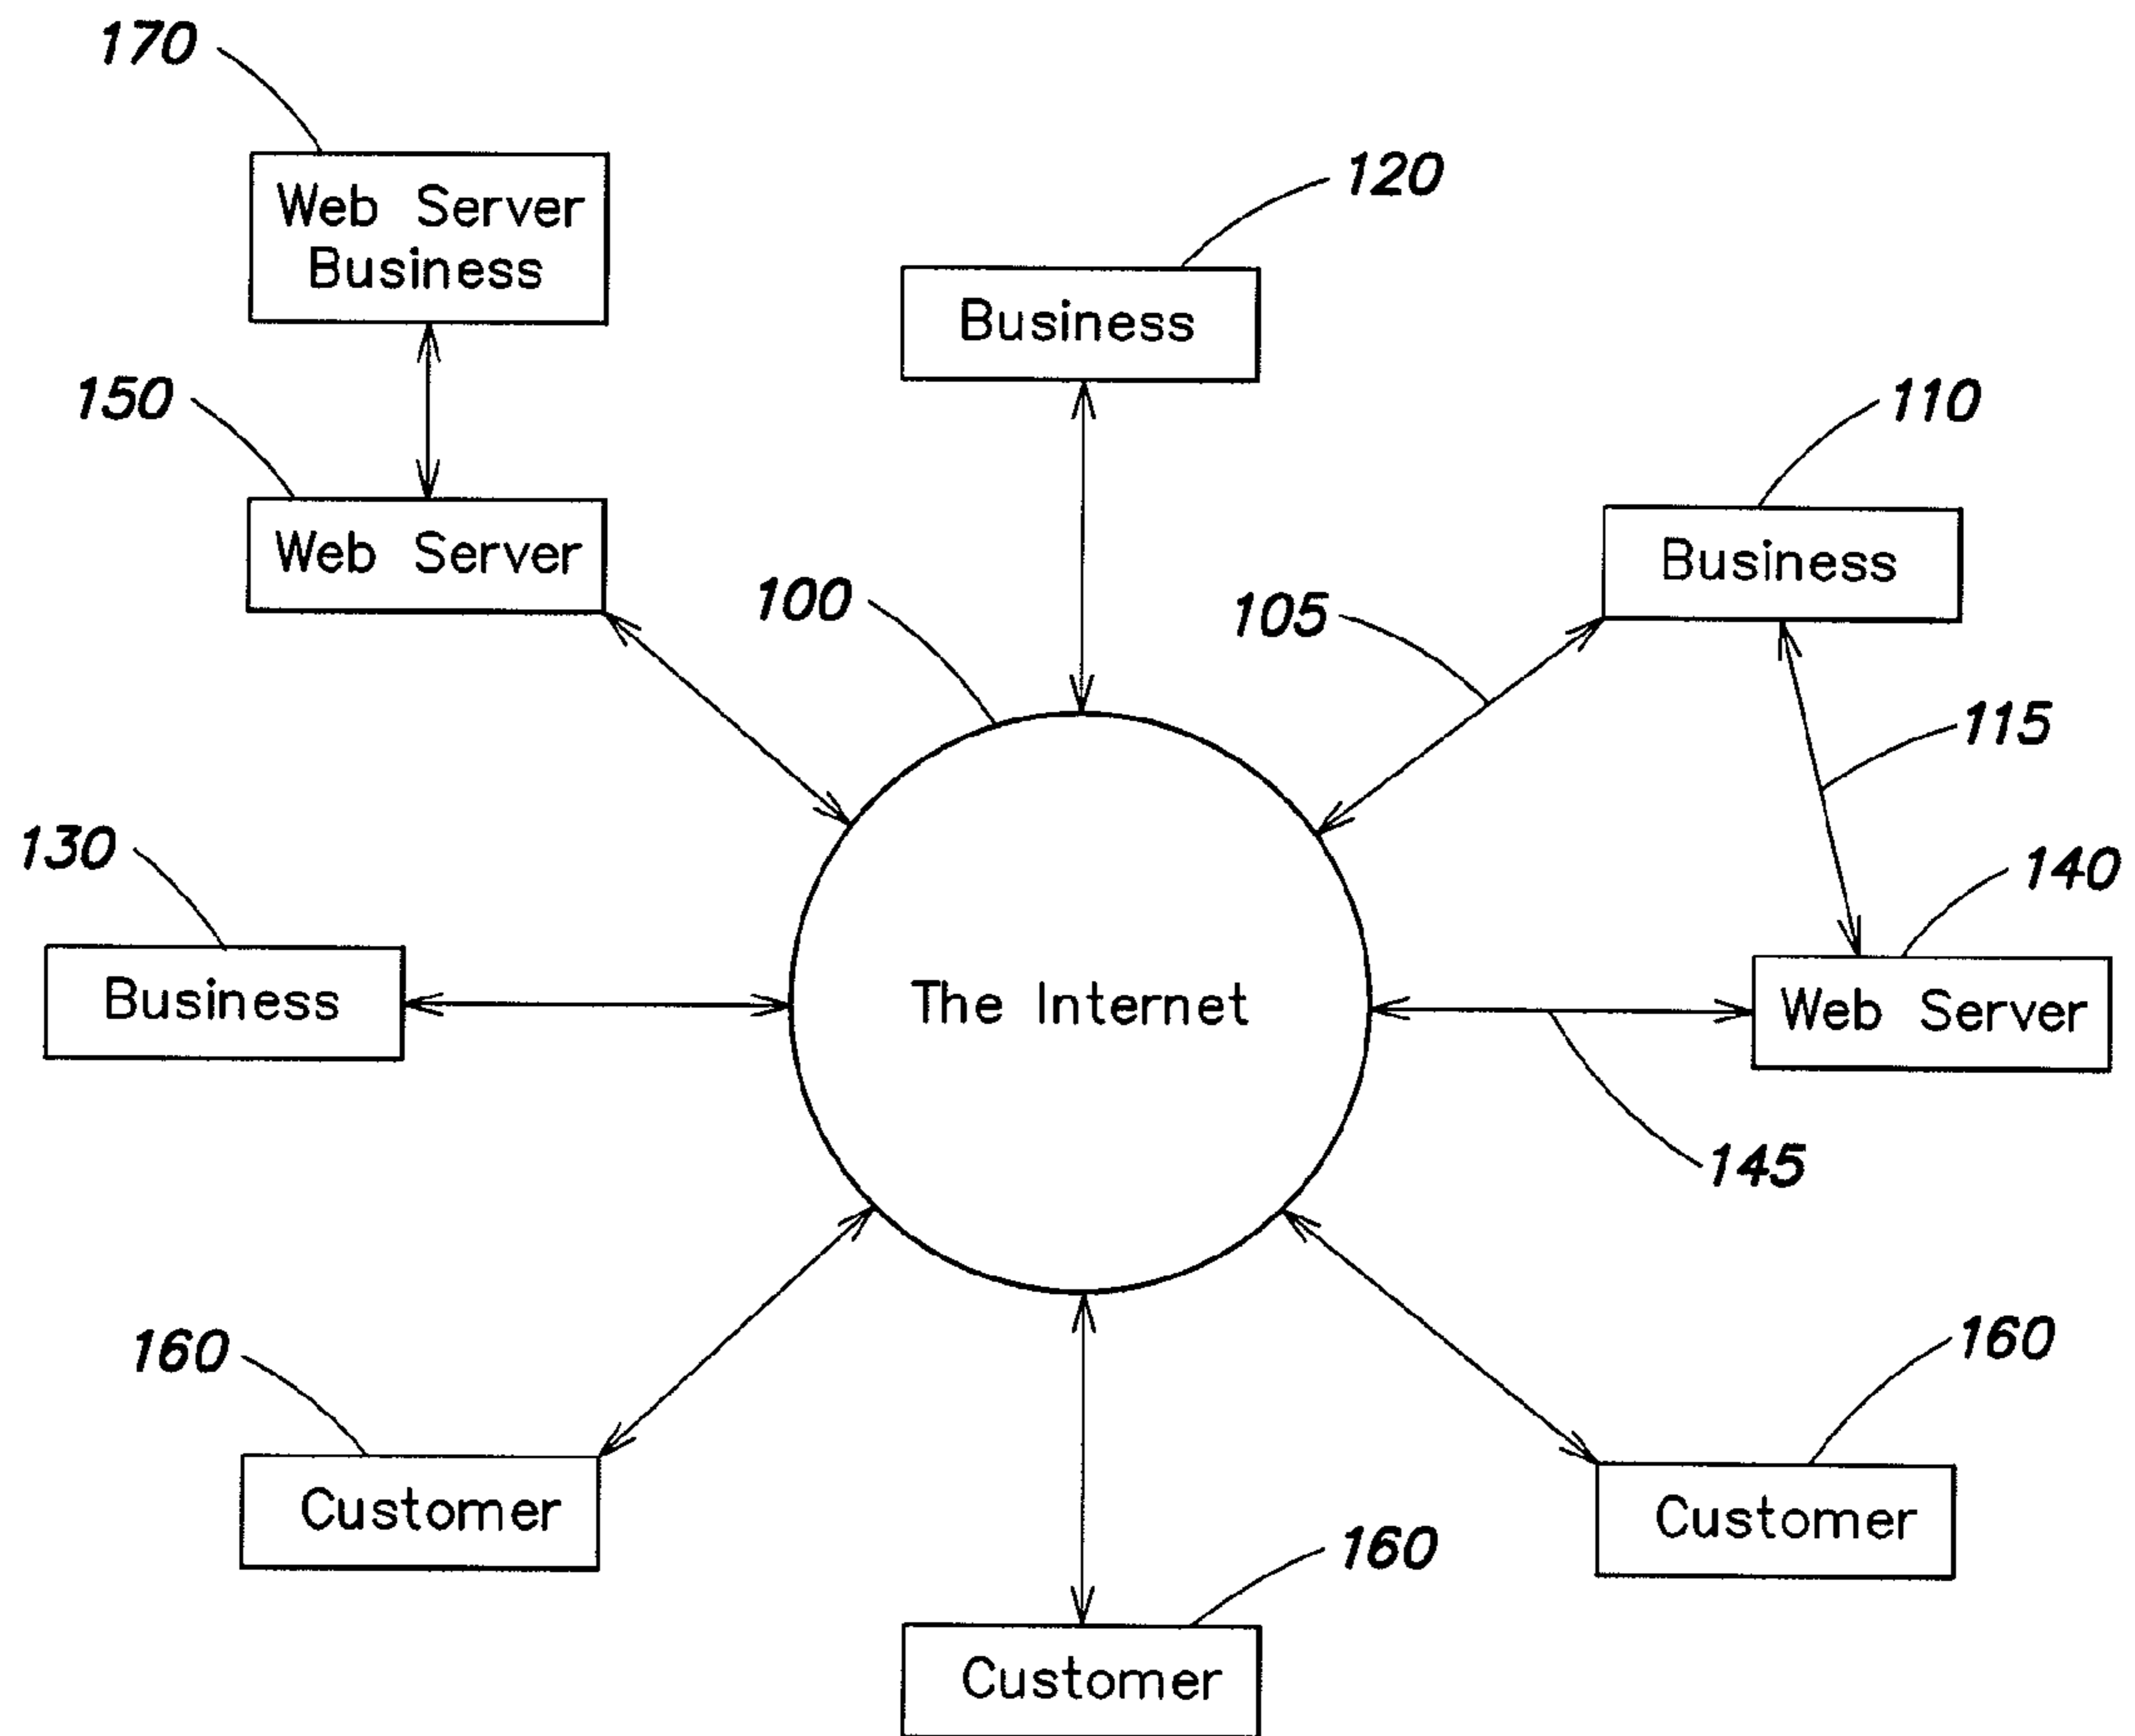 170
Web Server
Business
120
Business
150
Web Server
110
Business
100
105
115
130
Business
The Internet
140
Web Server
145
160
Customer
160
Customer
160
Customer